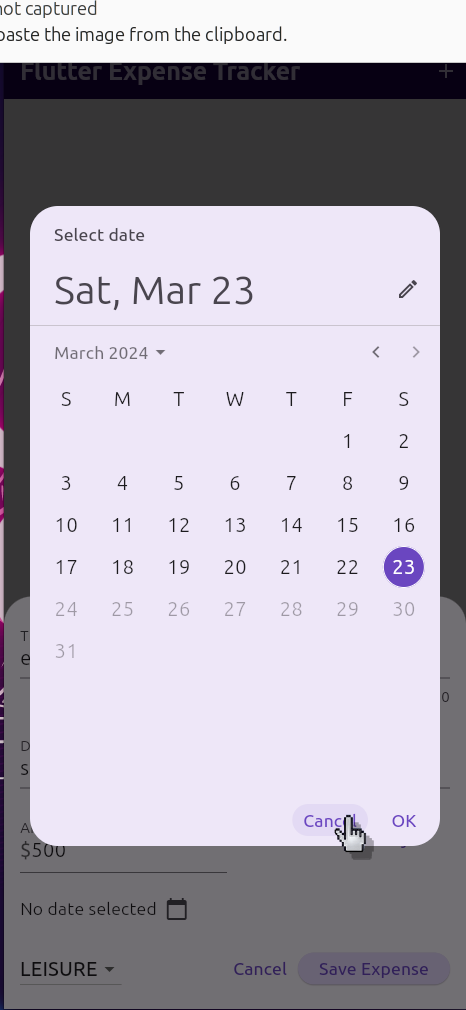 not captured
paste the image from the clipboard.
Flutter Expense Tracker
Select date
Sat, Mar 23
March 2024
S M T W T F S
1 2
3 4 5 6 7 8 9
10 11 12 13 14 15 16
17 18 19 20 21 22 23
24 25 26 27 28 29 30
31
Cancel OK
$500
No date selected
LEISURE Cancel Save Expense